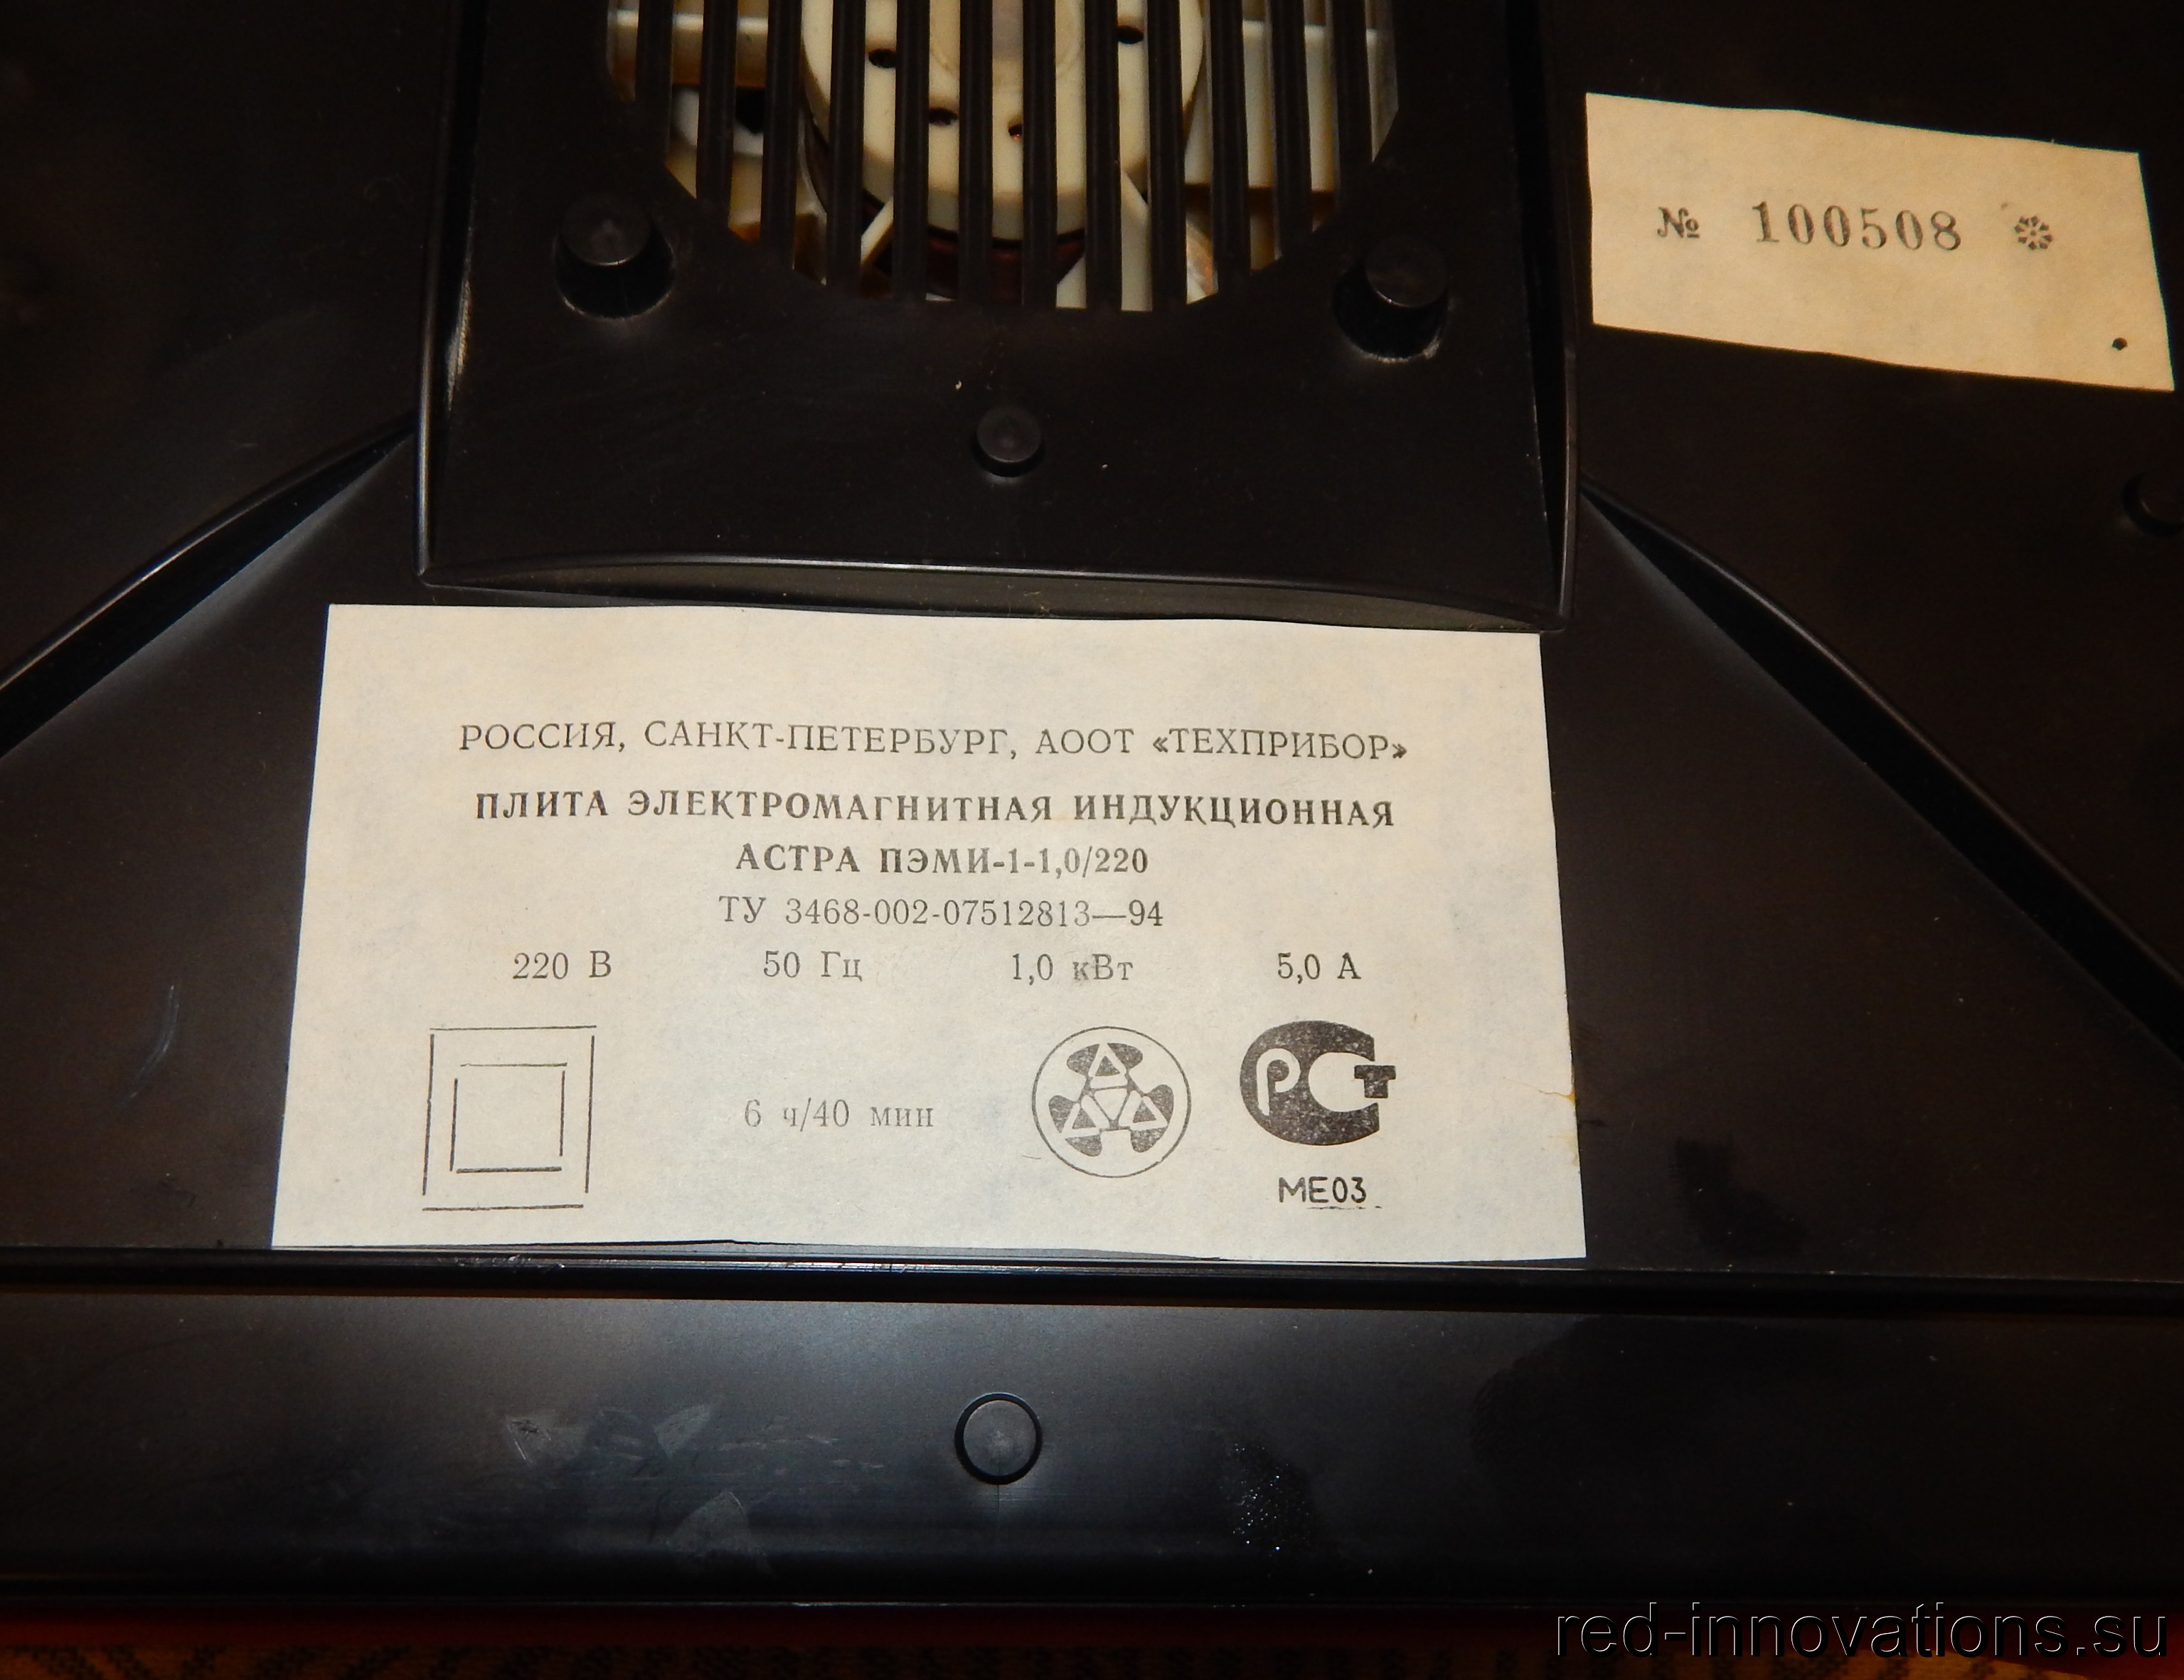 № 100508
РОССИЯ, САНКТ-ПЕТЕРБУРГ, АООТ «ТЕХПРИБОР»
ПЛИТА ЭЛЕКТРОМАГНИТНАЯ ИНДУКЦИОННАЯ
АСТРА ПЭМИ-1-1,0/220
ТУ 3468-002-07512813—94
220 В 50 Гц 1,0 кВт 5,0 А
6 ч/40 мин
РСТ
МЕ03
red-innovations.su